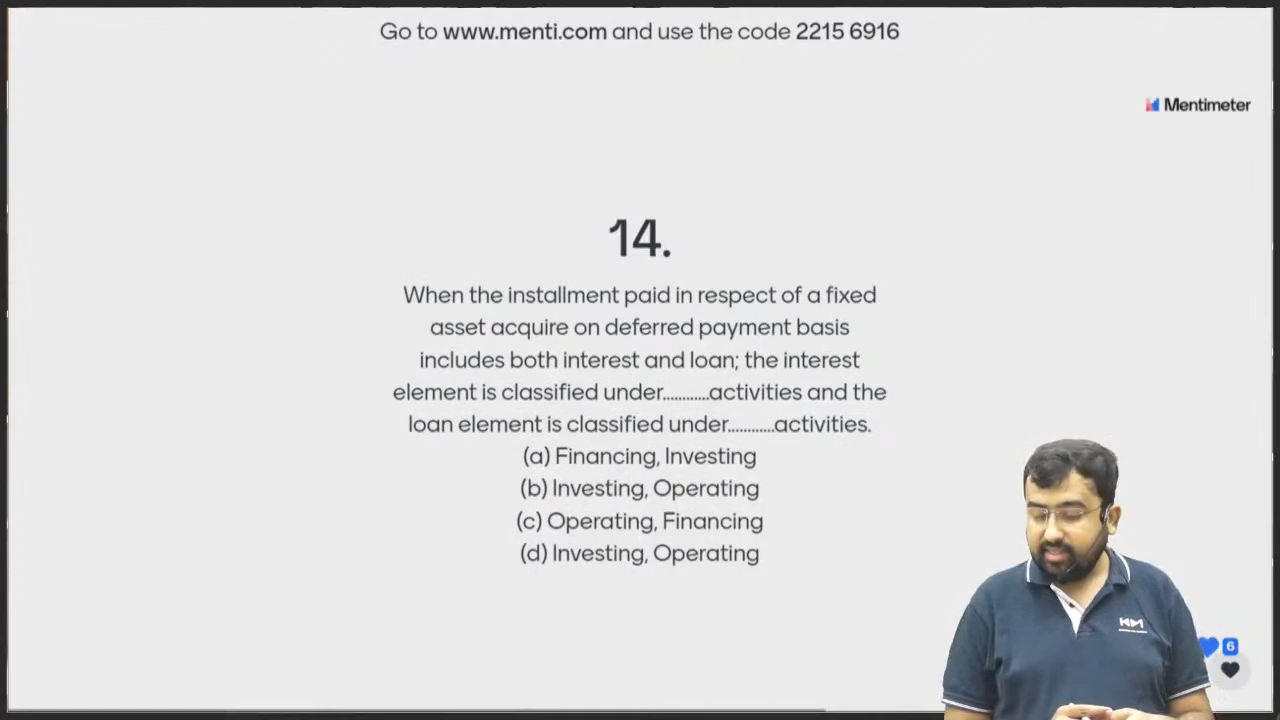 Go to www.menti.com and use the code 2215 6916
Mentimeter
14.
When the installment paid in respect of a fixed
asset acquire on deferred payment basis
includes both interest and loan; the interest
element is classified under............activities and the
loan element is classified under............activities.
(a) Financing, Investing
(b) Investing, Operating
(c) Operating, Financing
(d) Investing, Operating
6